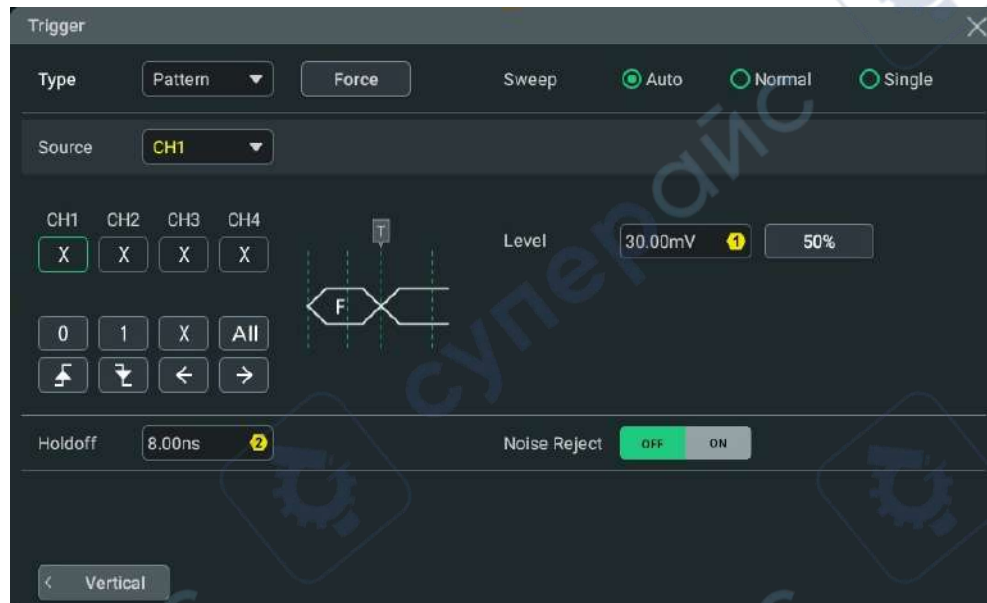 Trigger
Type Pattern Force Sweep Auto Normal Single
Source CH1
CH1 CH2 CH3 CH4
T
X X X X
Level 30.00mV 1 50%
F
0 1 X All
Holdoff 8.00ns 2 Noise Reject OFF ON
Vertical
суперайс